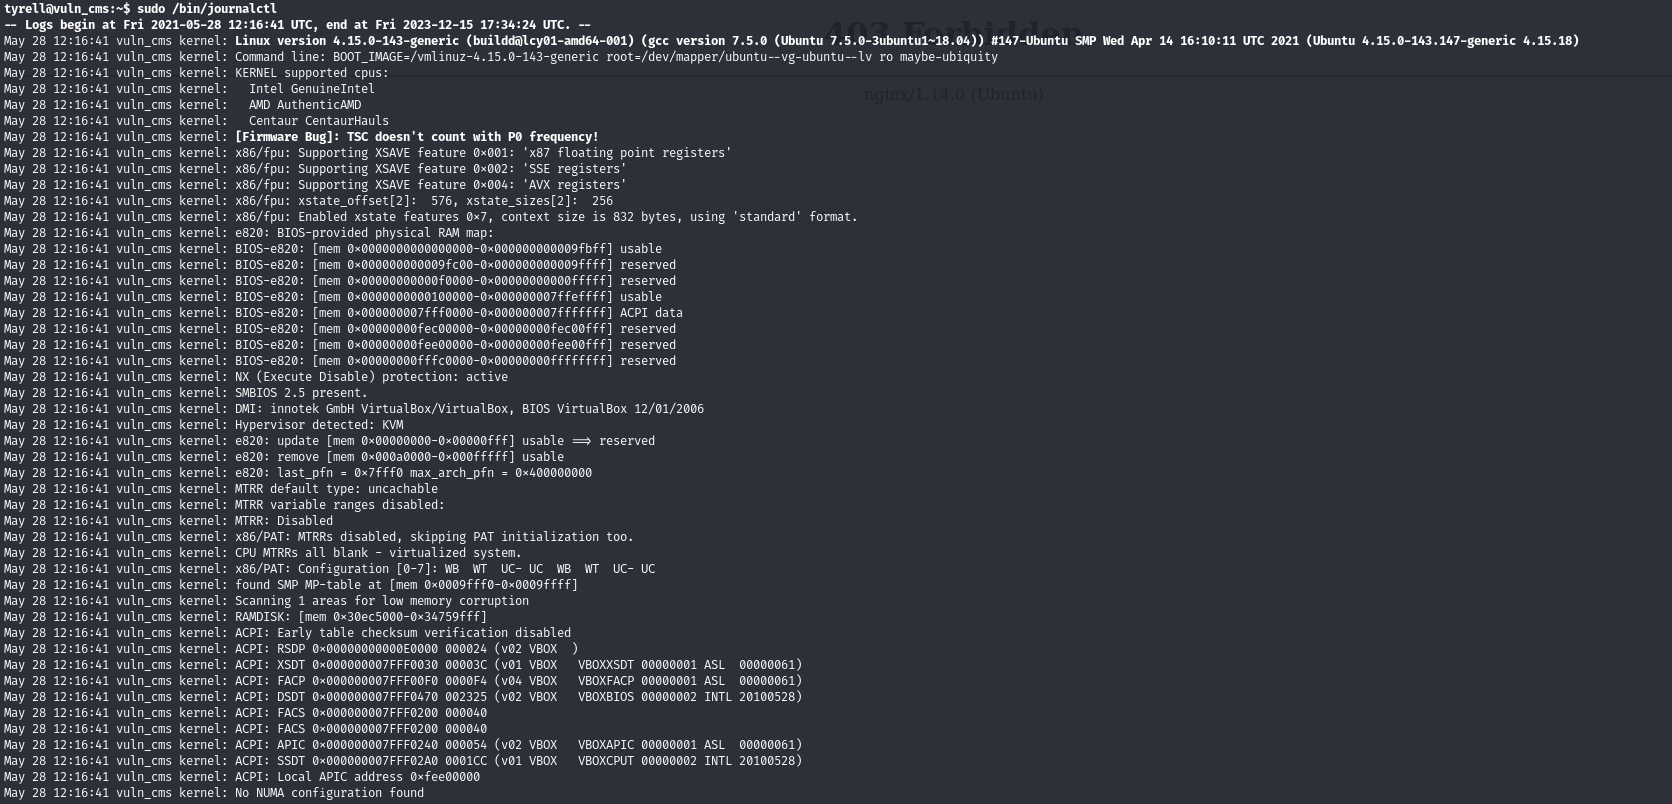 tyrell@vuln_cms:~$ sudo /bin/journalctl
-- Logs begin at Fri 2021-05-28 12:16:41 UTC, end at Fri 2023-12-15 17:34:24 UTC. --
May 28 12:16:41 vuln_cms kernel: Linux version 4.15.0-143-generic (buildd@lcy01-amd64-001) (gcc version 7.5.0 (Ubuntu 7.5.0-3ubuntu1~18.04)) #147-Ubuntu SMP Wed Apr 14 16:10:11 UTC 2021 (Ubuntu 4.15.0-143.147-generic 4.15.18)
May 28 12:16:41 vuln_cms kernel: Command line: BOOT_IMAGE=/vmlinuz-4.15.0-143-generic root=/dev/mapper/ubuntu--vg-ubuntu--lv ro maybe-ubiquity
May 28 12:16:41 vuln_cms kernel: KERNEL supported cpus:
May 28 12:16:41 vuln_cms kernel:   Intel GenuineIntel
May 28 12:16:41 vuln_cms kernel:   AMD AuthenticAMD
May 28 12:16:41 vuln_cms kernel:   Centaur CentaurHauls
May 28 12:16:41 vuln_cms kernel: [Firmware Bug]: TSC doesn't count with P0 frequency!
May 28 12:16:41 vuln_cms kernel: x86/fpu: Supporting XSAVE feature 0×001: 'x87 floating point registers'
May 28 12:16:41 vuln_cms kernel: x86/fpu: Supporting XSAVE feature 0×002: 'SSE registers'
May 28 12:16:41 vuln_cms kernel: x86/fpu: Supporting XSAVE feature 0×004: 'AVX registers'
May 28 12:16:41 vuln_cms kernel: x86/fpu: xstate_offset[2]:  576, xstate_sizes[2]:  256
May 28 12:16:41 vuln_cms kernel: x86/fpu: Enabled xstate features 0×7, context size is 832 bytes, using 'standard' format.
May 28 12:16:41 vuln_cms kernel: e820: BIOS-provided physical RAM map:
May 28 12:16:41 vuln_cms kernel: BIOS-e820: [mem 0×0000000000000000-0×000000000009fbff] usable
May 28 12:16:41 vuln_cms kernel: BIOS-e820: [mem 0×000000000009fc00-0×000000000009ffff] reserved
May 28 12:16:41 vuln_cms kernel: BIOS-e820: [mem 0×00000000000f0000-0×00000000000fffff] reserved
May 28 12:16:41 vuln_cms kernel: BIOS-e820: [mem 0×0000000000100000-0×000000007ffeffff] usable
May 28 12:16:41 vuln_cms kernel: BIOS-e820: [mem 0×000000007fff0000-0×000000007fffffff] ACPI data
May 28 12:16:41 vuln_cms kernel: BIOS-e820: [mem 0×00000000fec00000-0×00000000fec00fff] reserved
May 28 12:16:41 vuln_cms kernel: BIOS-e820: [mem 0×00000000fee00000-0×00000000fee00fff] reserved
May 28 12:16:41 vuln_cms kernel: BIOS-e820: [mem 0×00000000fffc0000-0×00000000ffffffff] reserved
May 28 12:16:41 vuln_cms kernel: NX (Execute Disable) protection: active
May 28 12:16:41 vuln_cms kernel: SMBIOS 2.5 present.
May 28 12:16:41 vuln_cms kernel: DMI: innotek GmbH VirtualBox/VirtualBox, BIOS VirtualBox 12/01/2006
May 28 12:16:41 vuln_cms kernel: Hypervisor detected: KVM
May 28 12:16:41 vuln_cms kernel: e820: update [mem 0×00000000-0×00000fff] usable ⟹ reserved
May 28 12:16:41 vuln_cms kernel: e820: remove [mem 0×000a0000-0×000fffff] usable
May 28 12:16:41 vuln_cms kernel: e820: last_pfn = 0×7fff0 max_arch_pfn = 0×400000000
May 28 12:16:41 vuln_cms kernel: MTRR default type: uncachable
May 28 12:16:41 vuln_cms kernel: MTRR variable ranges disabled:
May 28 12:16:41 vuln_cms kernel: MTRR: Disabled
May 28 12:16:41 vuln_cms kernel: x86/PAT: MTRRs disabled, skipping PAT initialization too.
May 28 12:16:41 vuln_cms kernel: CPU MTRRs all blank - virtualized system.
May 28 12:16:41 vuln_cms kernel: x86/PAT: Configuration [0-7]: WB  WT  UC- UC  WB  WT  UC- UC
May 28 12:16:41 vuln_cms kernel: found SMP MP-table at [mem 0×0009fff0-0×0009ffff]
May 28 12:16:41 vuln_cms kernel: Scanning 1 areas for low memory corruption
May 28 12:16:41 vuln_cms kernel: RAMDISK: [mem 0×30ec5000-0×34759fff]
May 28 12:16:41 vuln_cms kernel: ACPI: Early table checksum verification disabled
May 28 12:16:41 vuln_cms kernel: ACPI: RSDP 0×00000000000E0000 000024 (v02 VBOX  )
May 28 12:16:41 vuln_cms kernel: ACPI: XSDT 0×000000007FFF0030 00003C (v01 VBOX   VBOXXSDT 00000001 ASL  00000061)
May 28 12:16:41 vuln_cms kernel: ACPI: FACP 0×000000007FFF00F0 0000F4 (v04 VBOX   VBOXFACP 00000001 ASL  00000061)
May 28 12:16:41 vuln_cms kernel: ACPI: DSDT 0×000000007FFF0470 002325 (v02 VBOX   VBOXBIOS 00000002 INTL 20100528)
May 28 12:16:41 vuln_cms kernel: ACPI: FACS 0×000000007FFF0200 000040
May 28 12:16:41 vuln_cms kernel: ACPI: FACS 0×000000007FFF0200 000040
May 28 12:16:41 vuln_cms kernel: ACPI: APIC 0×000000007FFF0240 000054 (v02 VBOX   VBOXAPIC 00000001 ASL  00000061)
May 28 12:16:41 vuln_cms kernel: ACPI: SSDT 0×000000007FFF02A0 0001CC (v01 VBOX   VBOXCPUT 00000002 INTL 20100528)
May 28 12:16:41 vuln_cms kernel: ACPI: Local APIC address 0×fee00000
May 28 12:16:41 vuln_cms kernel: No NUMA configuration found
403 Forbidden
nginx/1.14.0 (Ubuntu)